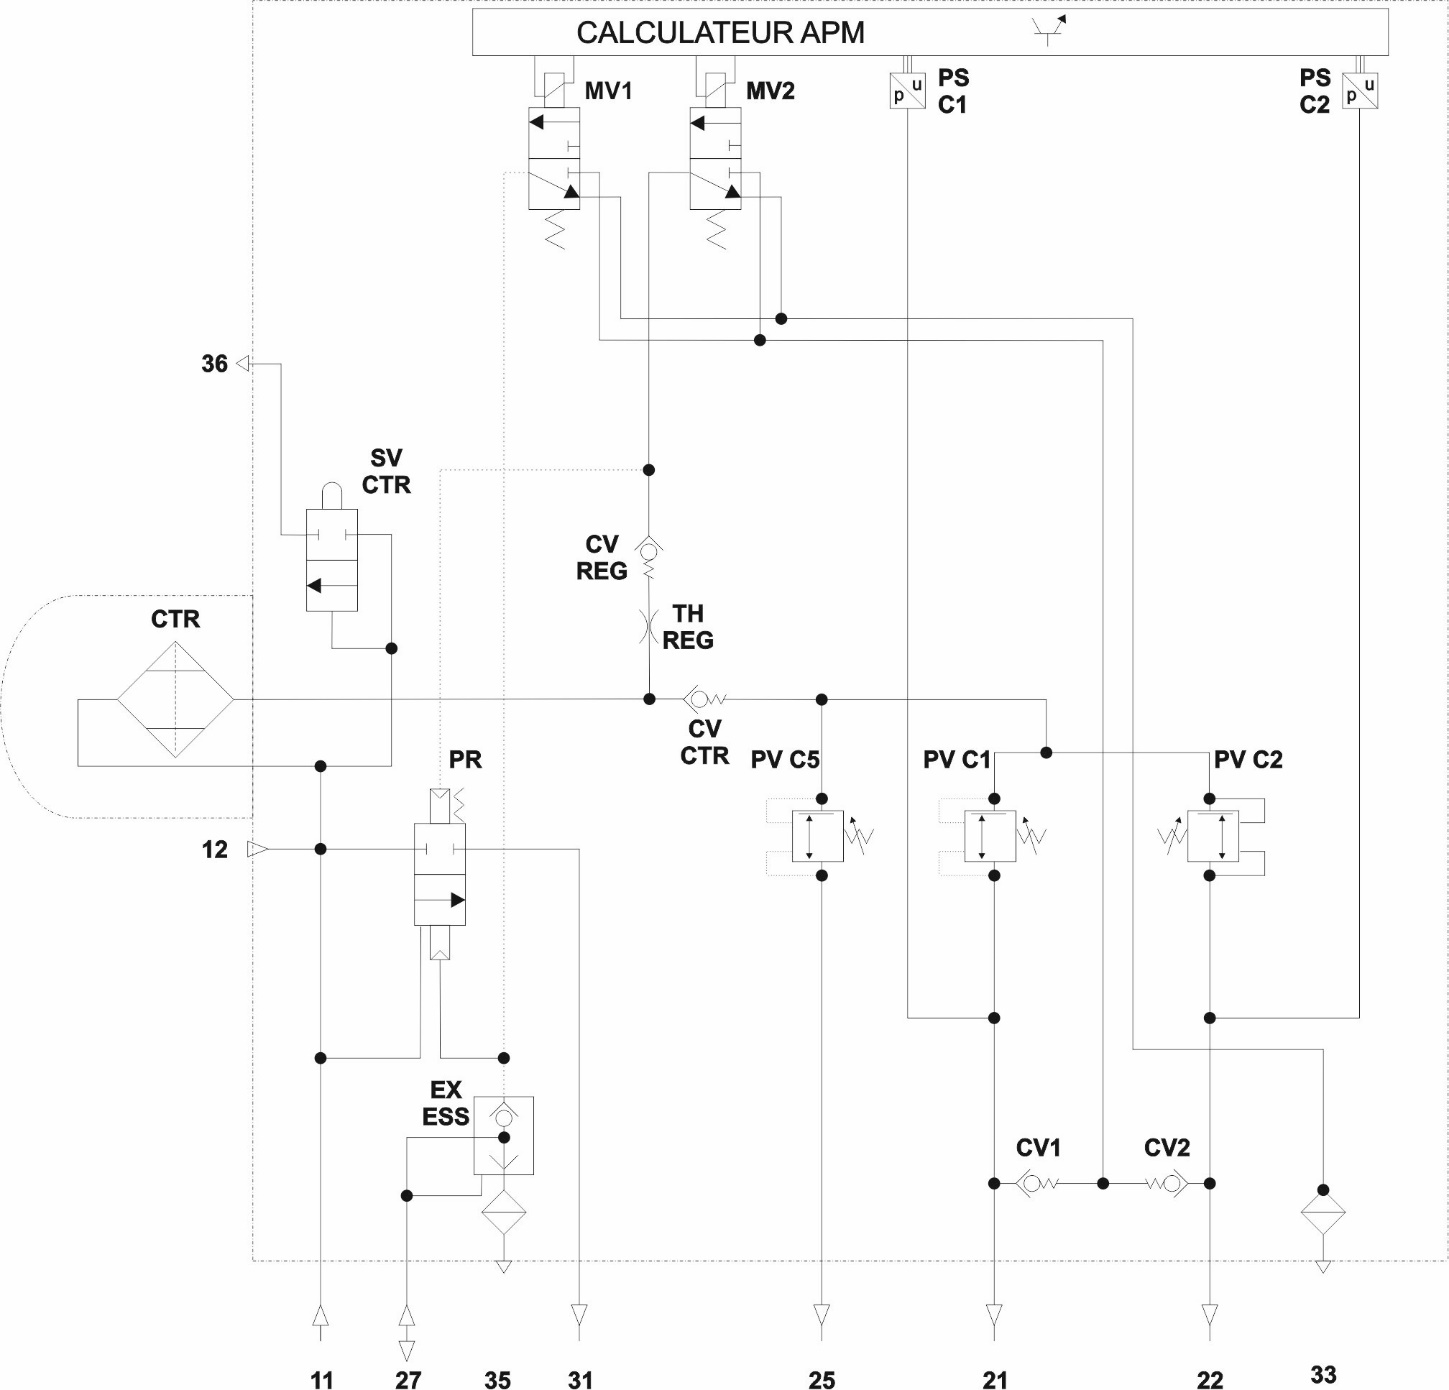 CALCULATEUR APM
MV1
MV2
PS
C1
PS
C2
p u
p u
36
SV
CTR
CV
REG
CTR
TH
REG
CV
CTR
PR
PV C5
PV C1
PV C2
12
EX
ESS
CV1
CV2
11
27
35
31
25
21
22
33